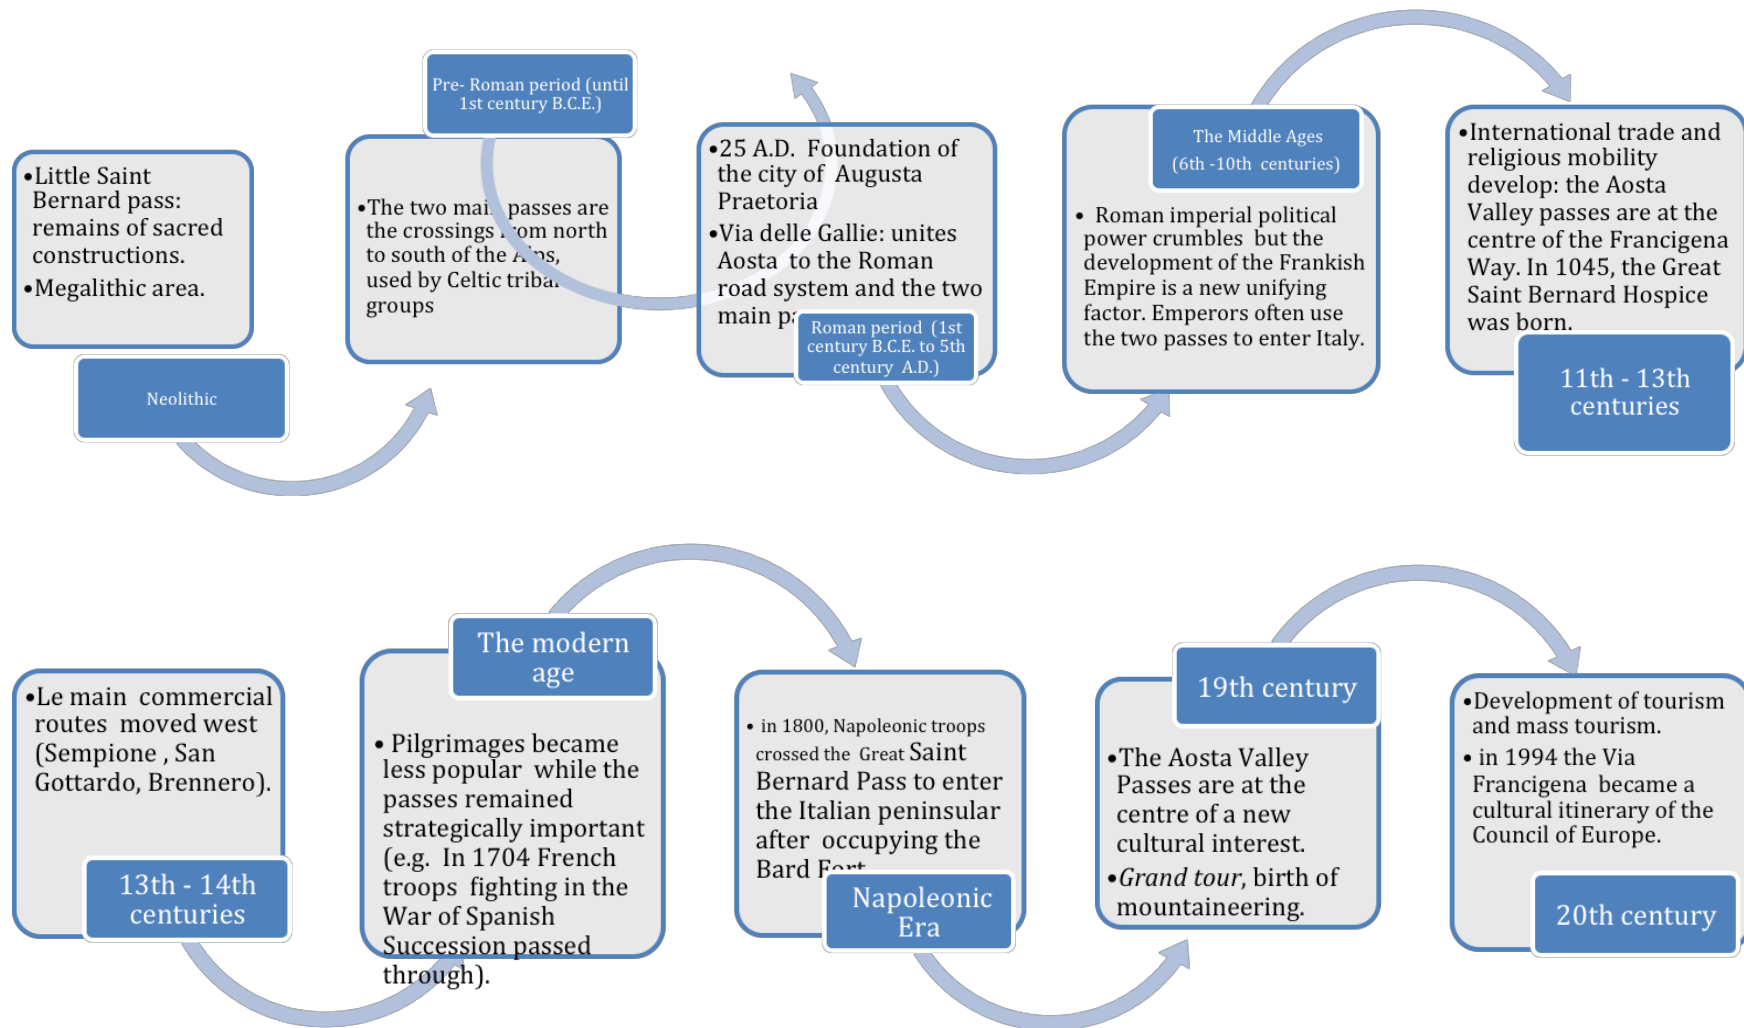 •Little Saint
Bernard pass:
remains of sacred
constructions.
•Megalithic area.
Neolithic
Pre- Roman period (until
1st century B.C.E.)
•The two main passes are
the crossings from north
to south of the Alps,
used by Celtic tribal
groups
•25 A.D. Foundation of
the city of Augusta
Praetoria
•Via delle Gallie: unites
Aosta to the Roman
road system and the two
main
Roman period (1st
century B.C.E. to 5th
century A.D.)
The Middle Ages
(6th -10th centuries)
• Roman imperial political
power crumbles but the
development of the Frankish
Empire is a new unifying
factor. Emperors often use
the two passes to enter Italy.
•International trade and
religious mobility
develop: the Aosta
Valley passes are at the
centre of the Francigena
Way. In 1045, the Great
Saint Bernard Hospice
was born.
11th - 13th
centuries
•Le main commercial
routes moved west
(Sempione , San
Gottardo, Brennero).
13th - 14th
centuries
The modern
age
• Pilgrimages became
less popular while the
passes remained
strategically important
(e.g. In 1704 French
troops fighting in the
War of Spanish
Succession passed
through).
• in 1800, Napoleonic troops
crossed the Great Saint
Bernard Pass to enter
the Italian peninsular
after occupying the
Bard Fort
Napoleonic
Era
19th century
•The Aosta Valley
Passes are at the
centre of a new
cultural interest.
•Grand tour, birth of
mountaineering.
•Development of tourism
and mass tourism.
• in 1994 the Via
Francigena became a
cultural itinerary of the
Council of Europe.
20th century